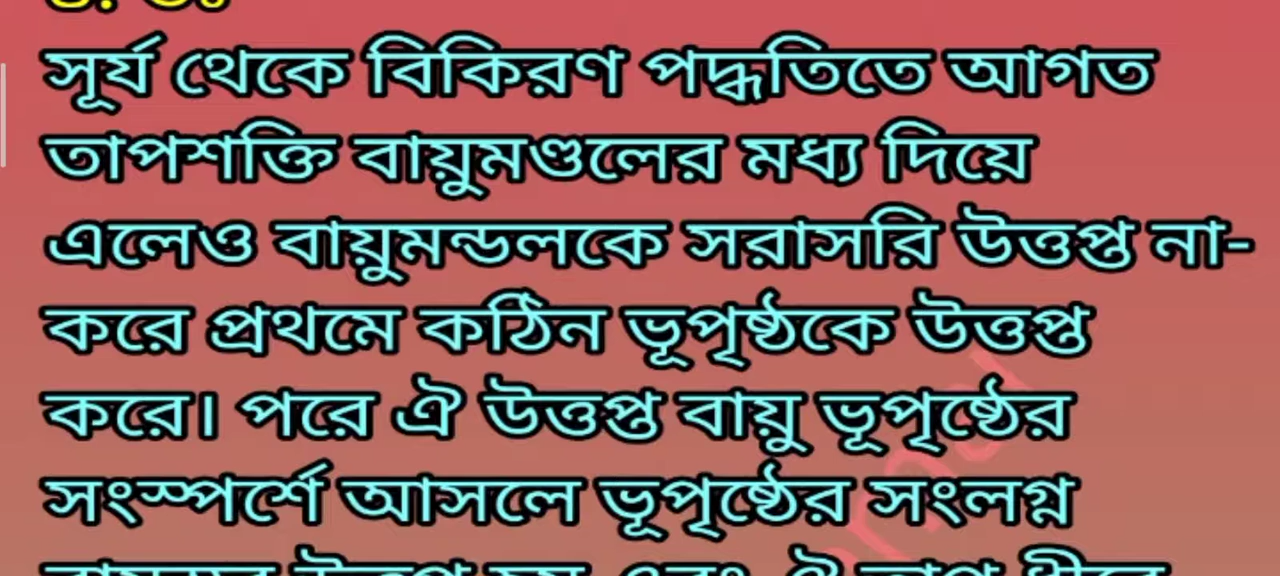 সূর্য থেকে বিকিরণ পদ্ধতিতে আগত
তাপশক্তি বায়ুমণ্ডলের মধ্য দিয়ে
এলেও বায়ুমন্ডলকে সরাসরি উত্তপ্ত না-
করে প্রথমে কঠিন ভূপৃষ্ঠকে উত্তপ্ত
করে। পরে ঐ উত্তপ্ত বায়ু ভূপৃষ্ঠের
সংস্পর্শে আসলে ভূপৃষ্ঠের সংলগ্ন